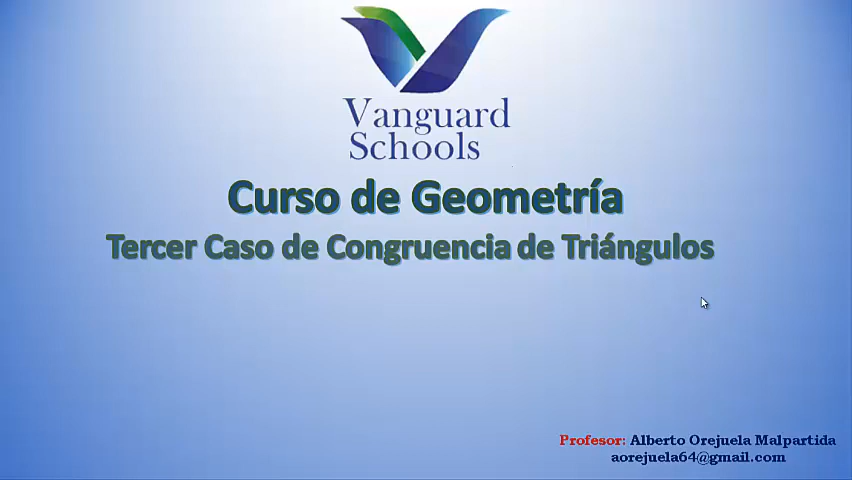 Vanguard
Schools
Curso de Geometría
Tercer Caso de Congruencia de Triángulos
Profesor: Alberto Orejuela Malpartida
aorejuela64@gmail.com